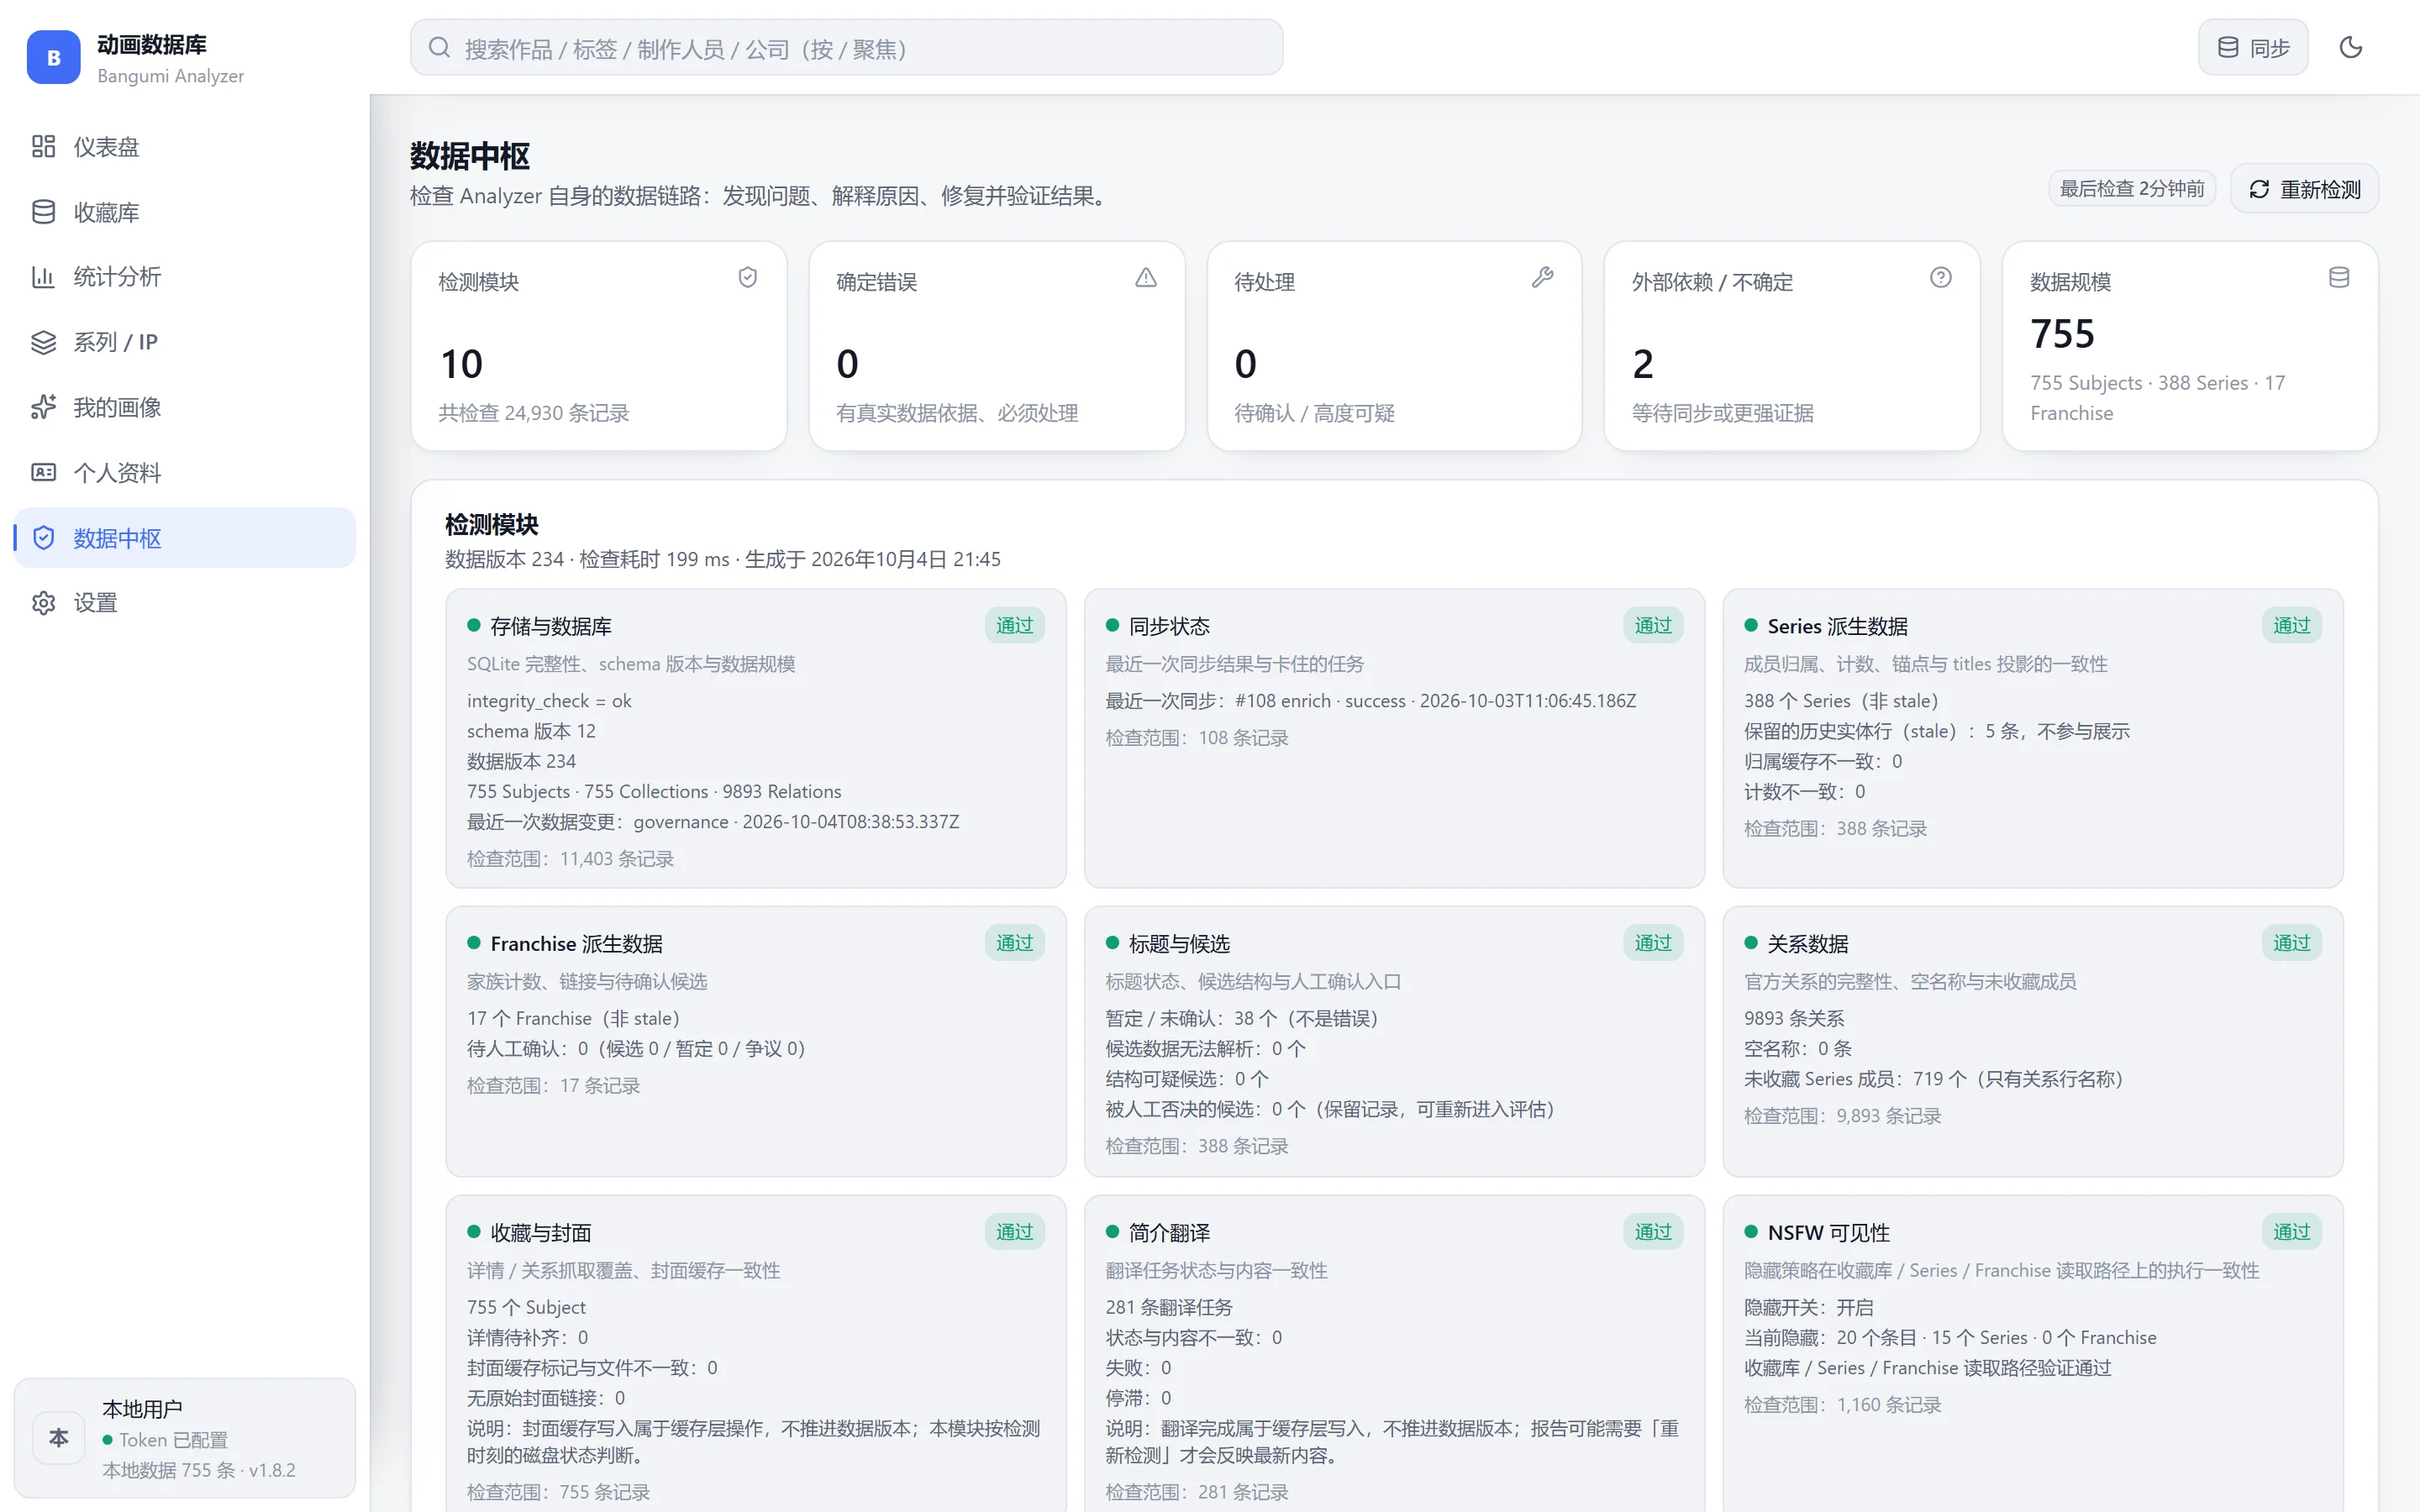 B
动画数据库
Bangumi Analyzer
仪表盘
收藏库
统计分析
系列 / IP
我的画像
个人资料
数据中枢
设置
本
本地用户
Token 已配置
本地数据 755 条 · v1.8.2
搜索作品 / 标签 / 制作人员 / 公司（按 / 聚焦）
同步
数据中枢
检查 Analyzer 自身的数据链路：发现问题、解释原因、修复并验证结果。
最后检查 2分钟前
重新检测
检测模块
10
共检查 24,930 条记录
确定错误
0
有真实数据依据、必须处理
待处理
0
待确认 / 高度可疑
外部依赖 / 不确定
2
等待同步或更强证据
数据规模
755
755 Subjects · 388 Series · 17
Franchise
检测模块
数据版本 234 · 检查耗时 199 ms · 生成于 2026年10月4日 21:45
存储与数据库
通过
SQLite 完整性、schema 版本与数据规模
integrity_check = ok
schema 版本 12
数据版本 234
755 Subjects · 755 Collections · 9893 Relations
最近一次数据变更：governance · 2026-10-04T08:38:53.337Z
检查范围：11,403 条记录
同步状态
通过
最近一次同步结果与卡住的任务
最近一次同步：#108 enrich · success · 2026-10-03T11:06:45.186Z
检查范围：108 条记录
Series 派生数据
通过
成员归属、计数、锚点与 titles 投影的一致性
388 个 Series（非 stale）
保留的历史实体行（stale）：5 条，不参与展示
归属缓存不一致：0
计数不一致：0
检查范围：388 条记录
Franchise 派生数据
通过
家族计数、链接与待确认候选
17 个 Franchise（非 stale）
待人工确认：0（候选 0 / 暂定 0 / 争议 0）
检查范围：17 条记录
标题与候选
通过
标题状态、候选结构与人工确认入口
暂定 / 未确认：38 个（不是错误）
候选数据无法解析：0 个
结构可疑候选：0 个
被人工否决的候选：0 个（保留记录，可重新进入评估）
检查范围：388 条记录
关系数据
通过
官方关系的完整性、空名称与未收藏成员
9893 条关系
空名称：0 条
未收藏 Series 成员：719 个（只有关系行名称）
检查范围：9,893 条记录
收藏与封面
通过
详情 / 关系抓取覆盖、封面缓存一致性
755 个 Subject
详情待补齐：0
封面缓存标记与文件不一致：0
无原始封面链接：0
说明：封面缓存写入属于缓存层操作，不推进数据版本；本模块按检测
时刻的磁盘状态判断。
检查范围：755 条记录
简介翻译
通过
翻译任务状态与内容一致性
281 条翻译任务
状态与内容不一致：0
失败：0
停滞：0
说明：翻译完成属于缓存层写入，不推进数据版本；报告可能需要「重
新检测」才会反映最新内容。
检查范围：281 条记录
NSFW 可见性
通过
隐藏策略在收藏库 / Series / Franchise 读取路径上的执行一致性
隐藏开关：开启
当前隐藏：20 个条目 · 15 个 Series · 0 个 Franchise
收藏库 / Series / Franchise 读取路径验证通过
检查范围：1,160 条记录